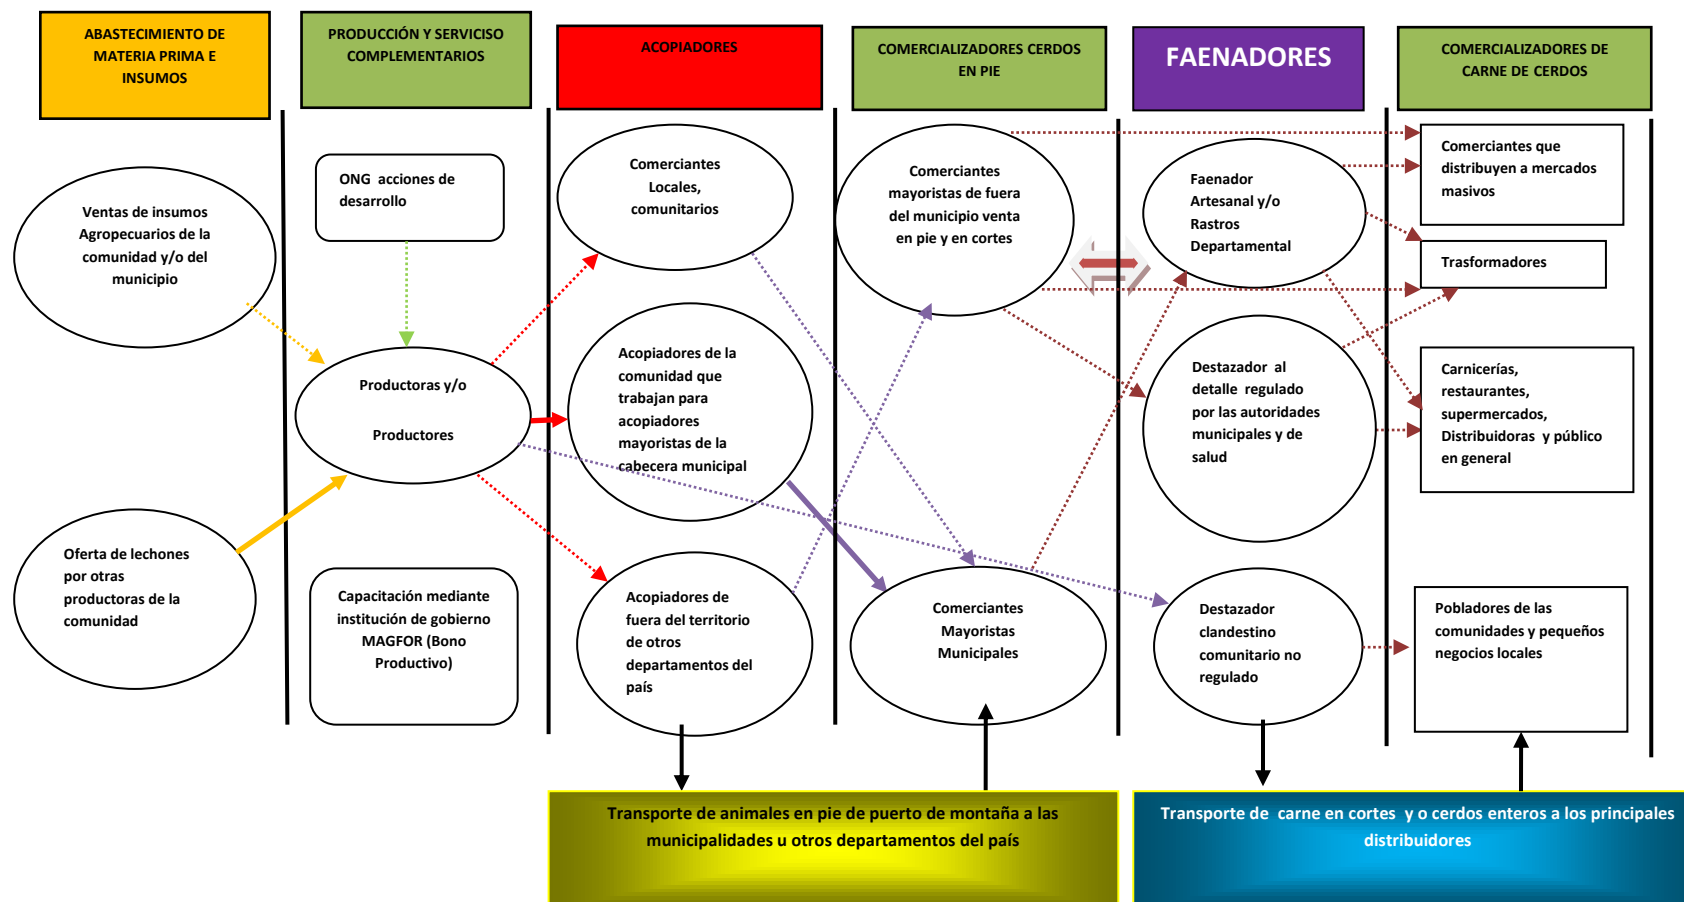 ABASTECIMIENTO DE
MATERIA PRIMA E
INSUMOS
PRODUCCIÓN Y SERVICISO
COMPLEMENTARIOS
ACOPIADORES
COMERCIALIZADORES CERDOS
EN PIE
FAENADORES
COMERCIALIZADORES DE
CARNE DE CERDOS
Ventas de insumos
Agropecuarios de la
comunidad y/o del
municipio
Oferta de lechones
por otras
productoras de la
comunidad
ONG acciones de
desarrollo
Productoras y/o
Productores
Capacitación mediante
institución de gobierno
MAGFOR (Bono
Productivo)
Comerciantes
Locales,
comunitarios
Acopiadores de la
comunidad que
trabajan para
acopiadores
mayoristas de la
cabecera municipal
Acopiadores de
fuera del territorio
de otros
departamentos del
país
Comerciantes
mayoristas de fuera
del municipio venta
en pie y en cortes
Comerciantes
Mayoristas
Municipales
Faenador
Artesanal y/o
Rastros
Departamental
Destazador al
detalle regulado
por las autoridades
municipales y de
salud
Destazador
clandestino
comunitario no
regulado
Comerciantes que
distribuyen a mercados
masivos
Trasformadores
Carnicerías,
restaurantes,
supermercados,
Distribuidoras y público
en general
Pobladores de las
comunidades y pequeños
negocios locales
Transporte de animales en pie de puerto de montaña a las
municipalidades u otros departamentos del país
Transporte de carne en cortes y o cerdos enteros a los principales
distribuidores